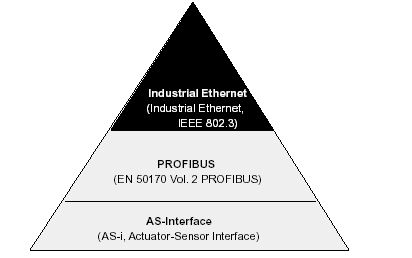 Industrial Ethernet
(Industrial Ethernet,
IEEE 802.3)
PROFIBUS
(EN 50170 Vol. 2 PROFIBUS)
AS-Interface
(AS-i, Actuator-Sensor Interface)